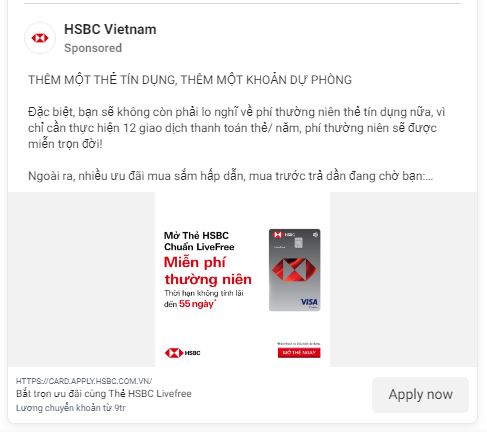 HSBC Vietnam
Sponsored
THÊM MỘT THẺ TÍN DỤNG, THÊM MỘT KHOẢN DỰ PHÒNG
Đặc biệt, bạn sẽ không còn phải lo nghĩ về phí thường niên thẻ tín dụng nữa, vì
chỉ cần thực hiện 12 giao dịch thanh toán thẻ/ năm, phí thường niên sẽ được
miễn trọn đời!
Ngoài ra, nhiều ưu đãi mua sắm hấp dẫn, mua trước trả dần đang chờ bạn:...
Mở Thẻ HSBC
Chuẩn LiveFree
Miễn phí
thường niên
Thời hạn không tính lãi
đến 55 ngày*
HSBC
VISA
HSBC
MỞ THẺ NGAY
HTTPS://CARD.APPLY.HSBC.COM.VN/
Bắt trọn ưu đãi cùng Thẻ HSBC Livefree
Lương chuyển khoản từ 9tr
Apply now